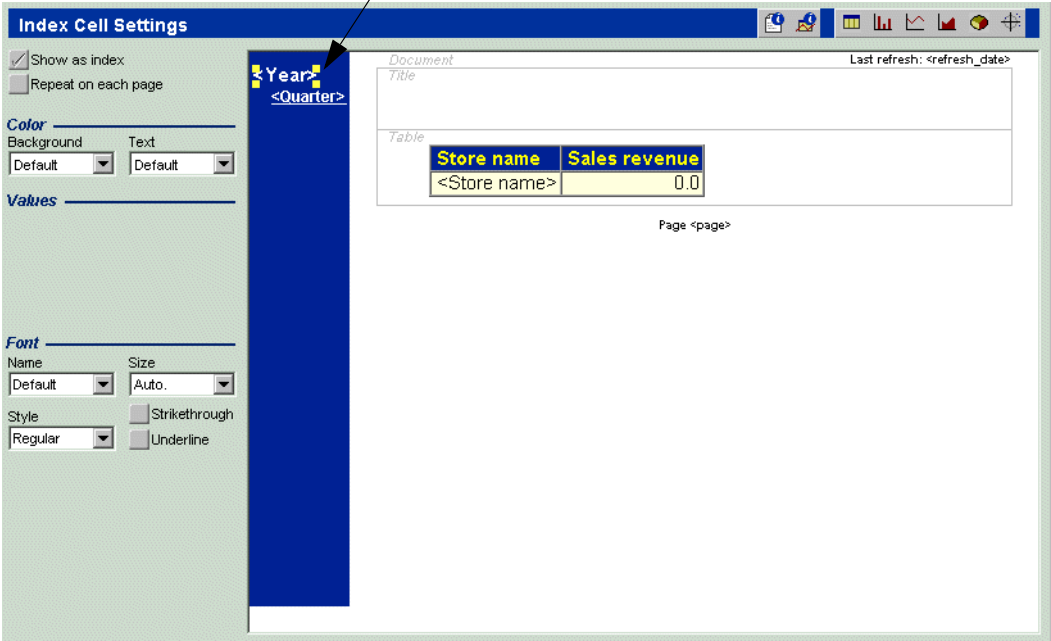 Index Cell Settings
Show as index
Repeat on each page
Color
Background Text
Default Default
Values
Font
Name Size
Default Auto.
Style Strikethrough
Regular Underline
<Year>
<Quarter>
Document Last refresh: <refresh_date>
Title
Table
Store name Sales revenue
<Store name> 0.0
Page <page>